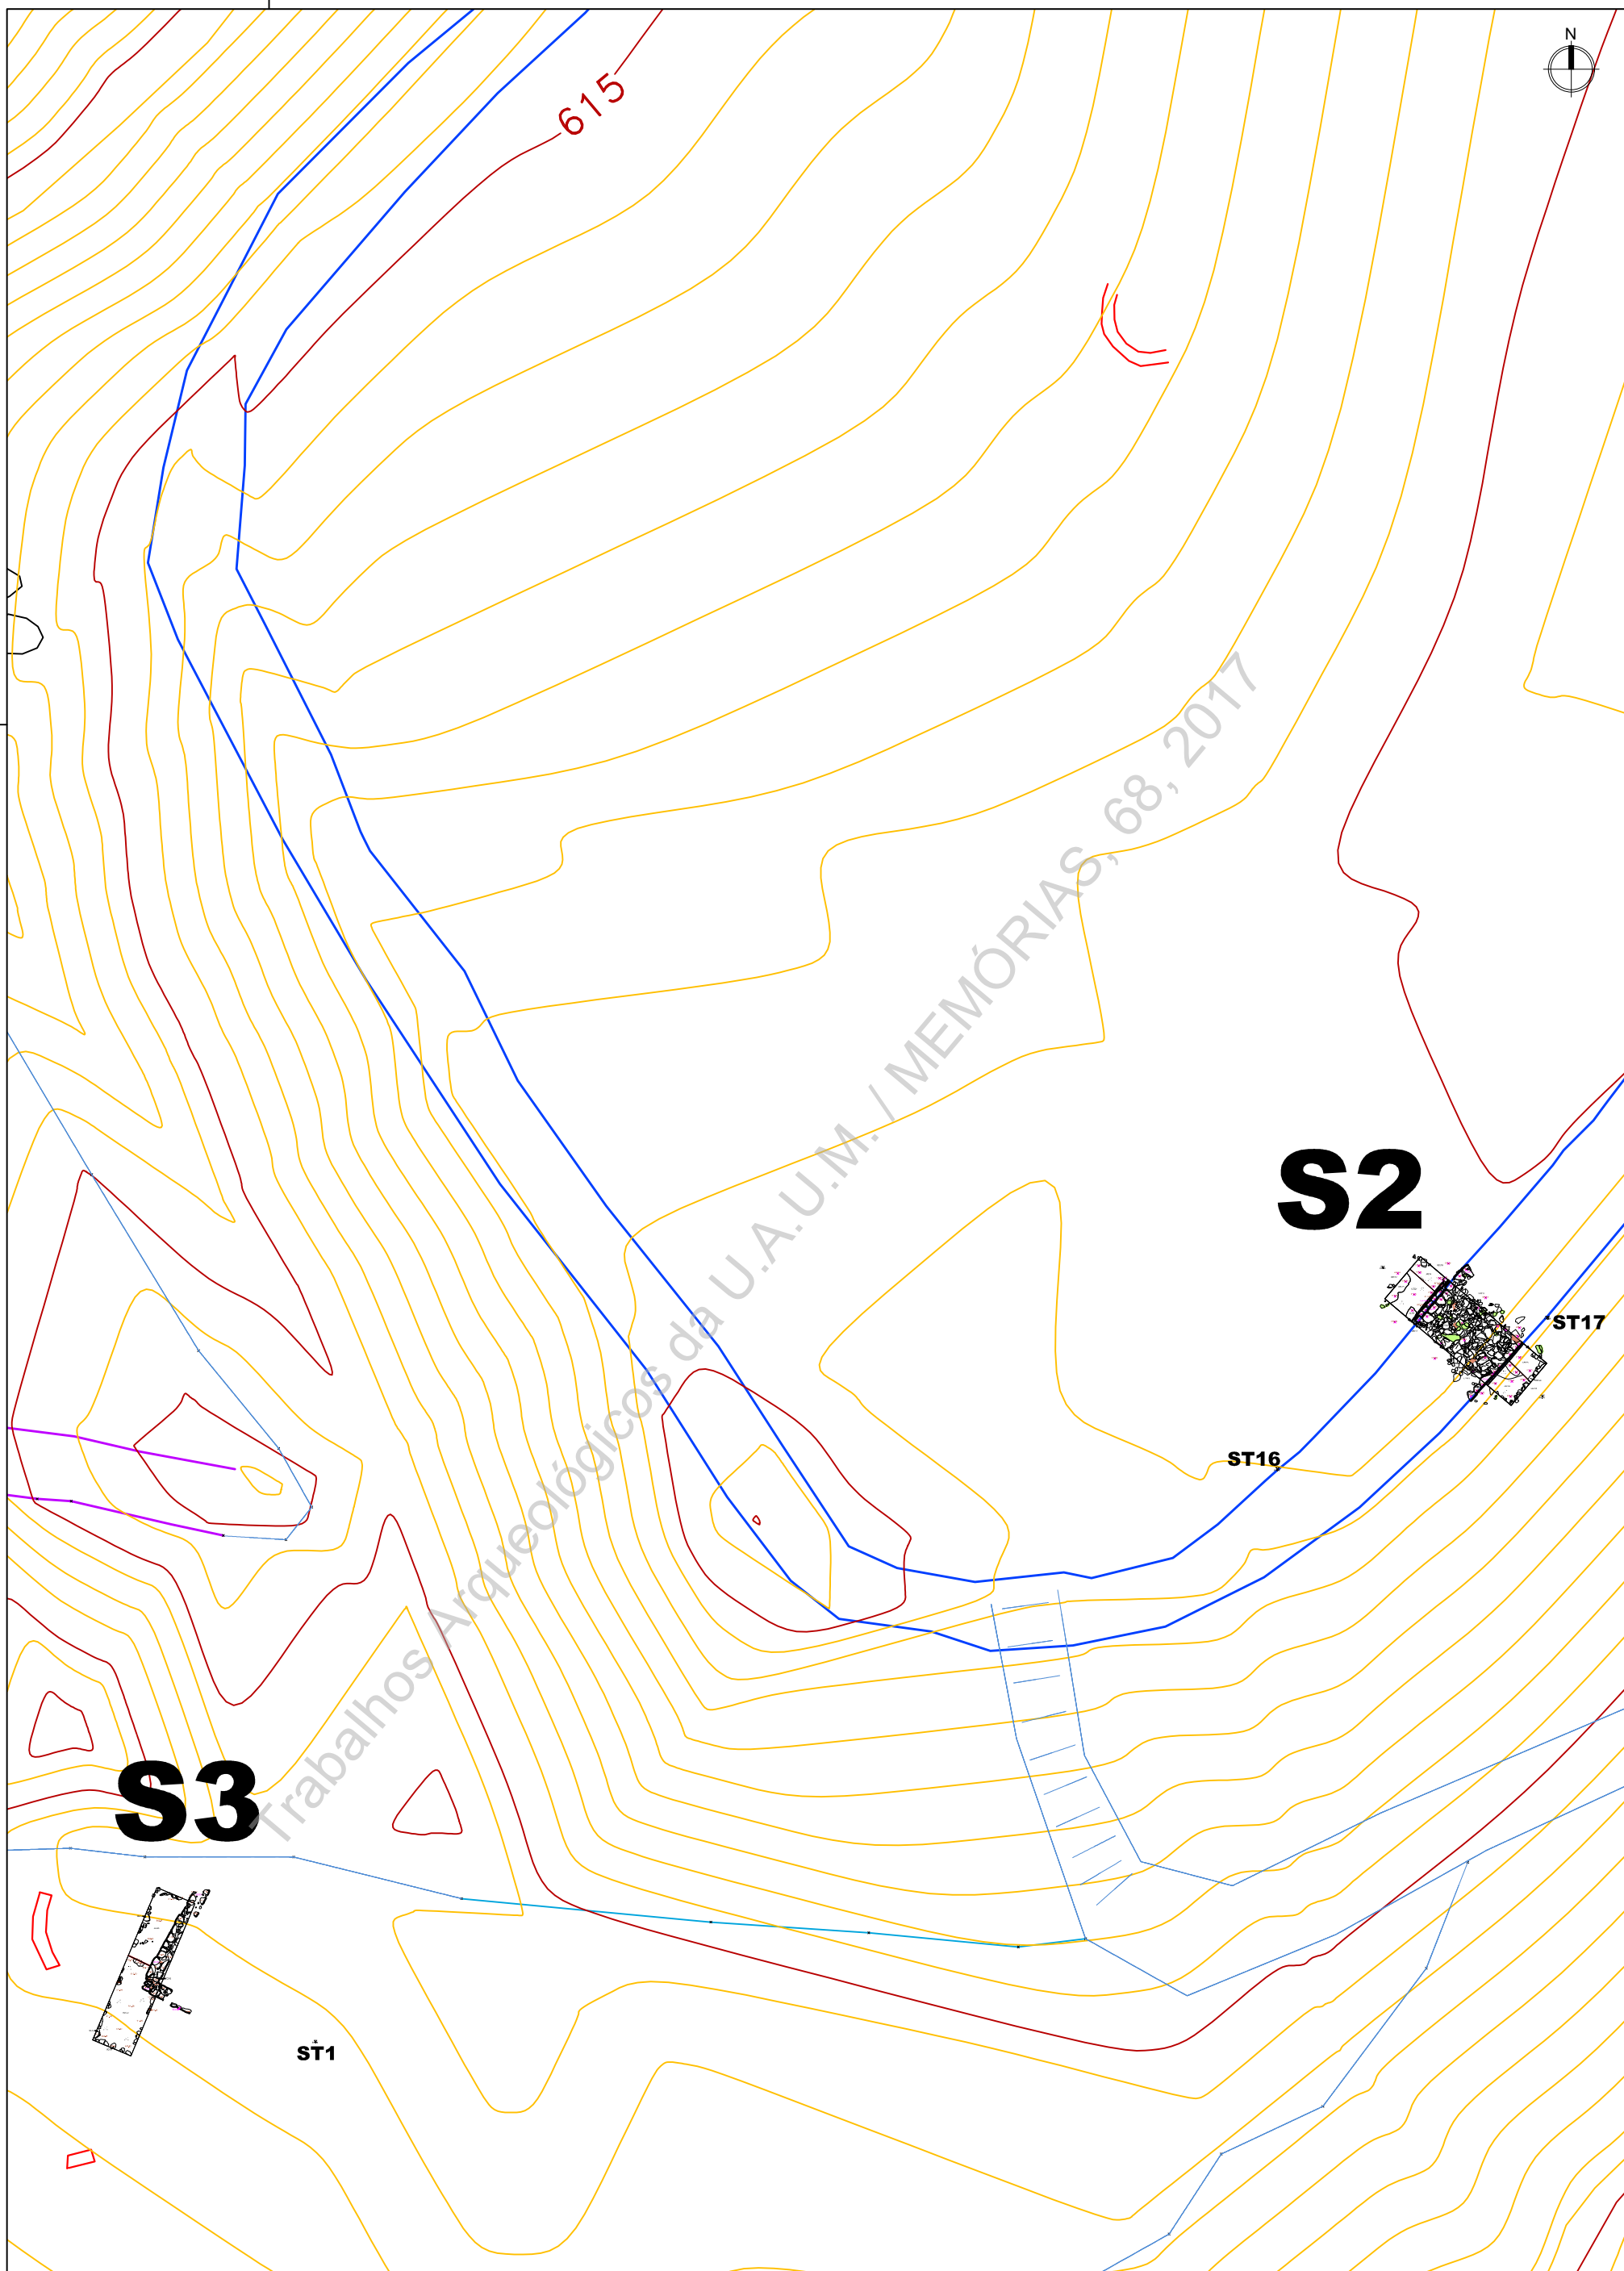 N
615
S2
ST17
ST16
Trabalhos Arqueológicos da U.A.U.M. / MEMÓRIAS, 68, 2017
S3
ST1